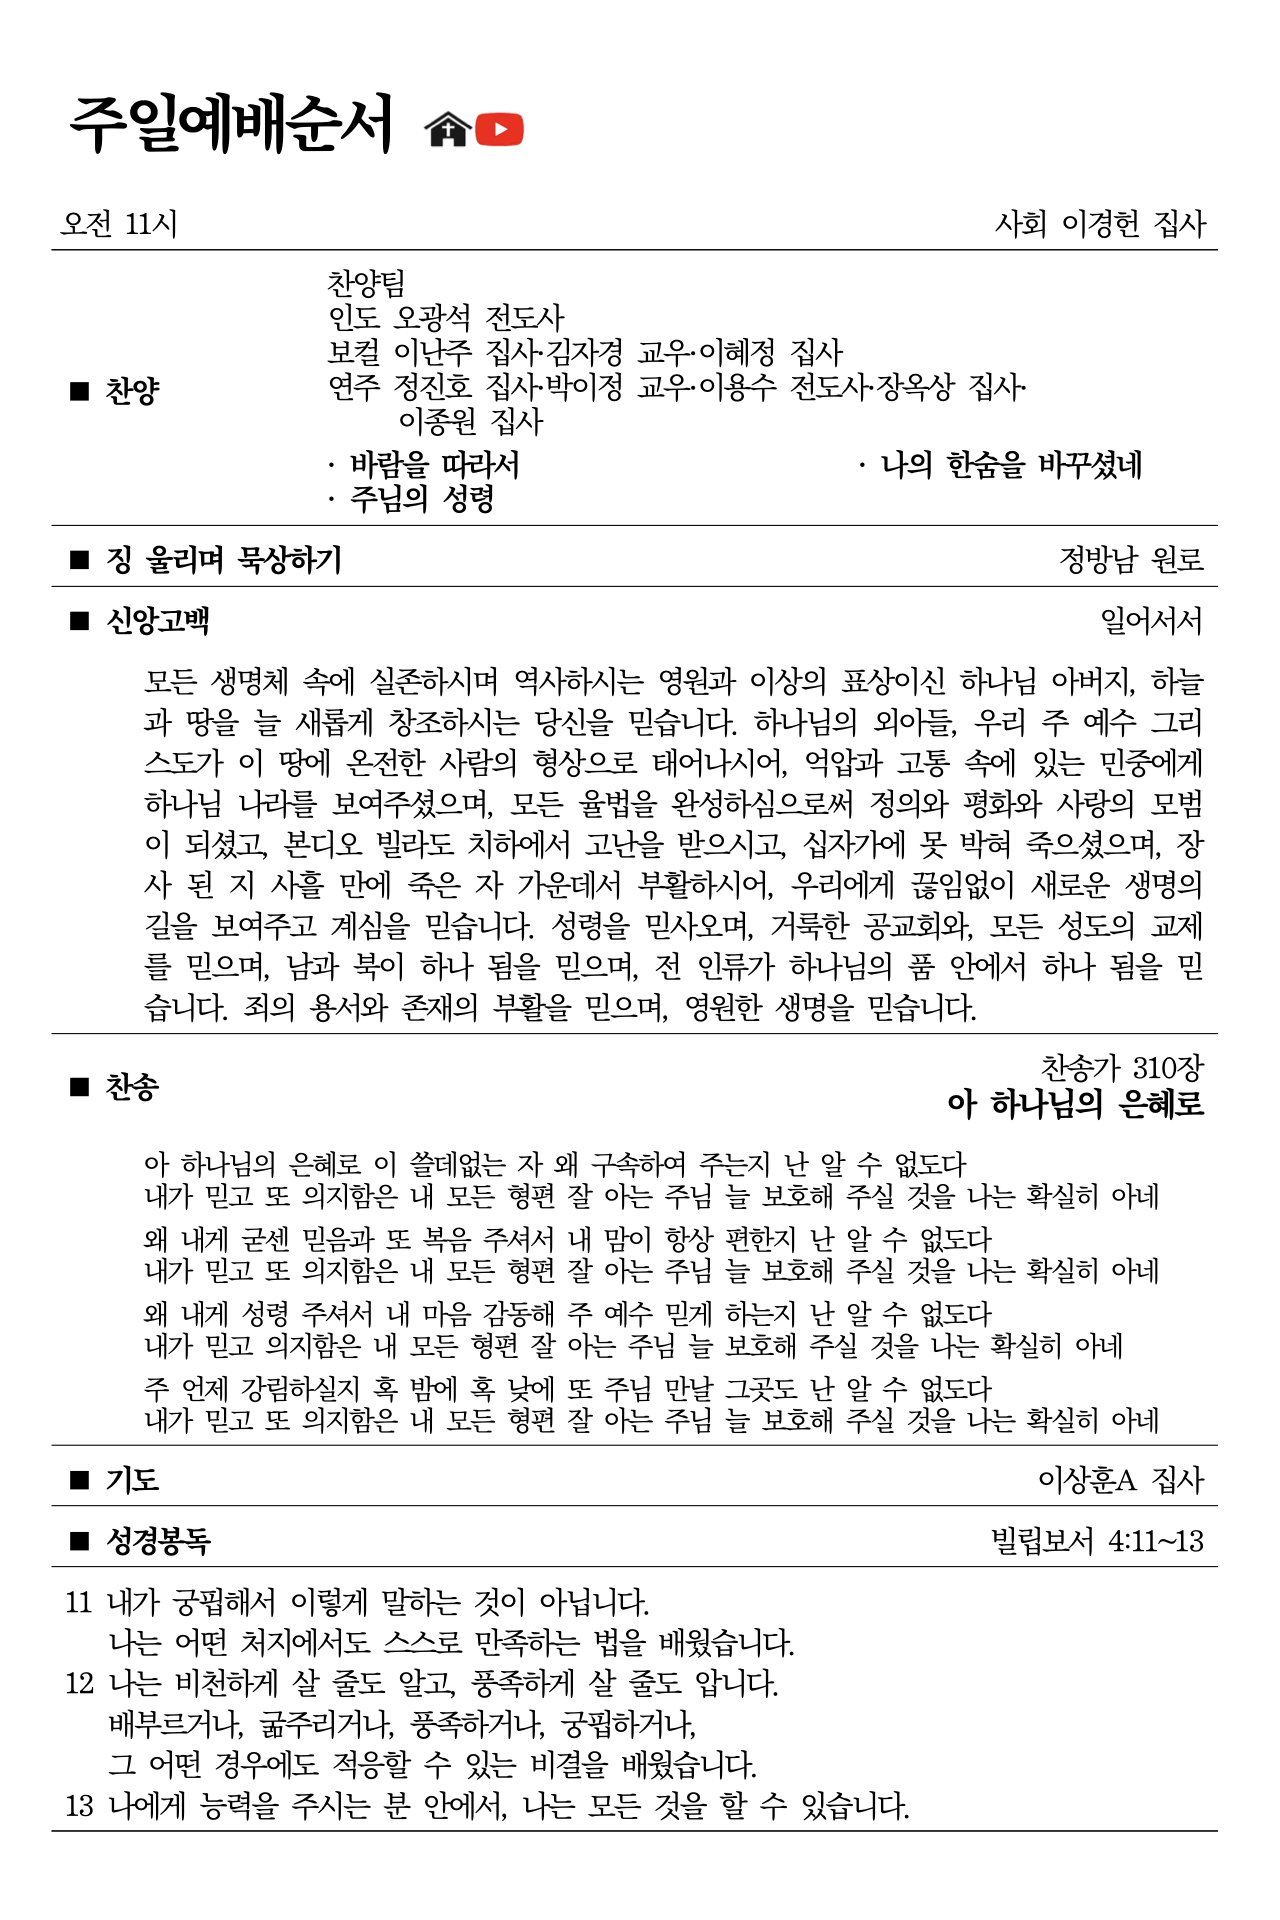 주일예배순서
오전 11시 사회 이경헌 집사
찬양팀
인도 오광석 전도사
보컬 이난주 집사·김자경 교우·이혜정 집사
■ 찬양
연주 정진호 집사·박이정 교우·이용수 전도사·장옥상 집사·
이종원 집사
· 바람을 따라서 · 나의 한숨을 바꾸셨네
· 주님의 성령
■ 징 울리며 묵상하기 정방남 원로
■ 신앙고백 일어서서
모든 생명체 속에 실존하시며 역사하시는 영원과 이상의 표상이신 하나님 아버지, 하늘
과 땅을 늘 새롭게 창조하시는 당신을 믿습니다. 하나님의 외아들, 우리 주 예수 그리
스도가 이 땅에 온전한 사람의 형상으로 태어나시어, 억압과 고통 속에 있는 민중에게
하나님 나라를 보여주셨으며, 모든 율법을 완성하심으로써 정의와 평화와 사랑의 모범
이 되셨고, 본디오 빌라도 치하에서 고난을 받으시고, 십자가에 못 박혀 죽으셨으며, 장
사 된 지 사흘 만에 죽은 자 가운데서 부활하시어, 우리에게 끊임없이 새로운 생명의
길을 보여주고 계심을 믿습니다. 성령을 믿사오며, 거룩한 공교회와, 모든 성도의 교제
를 믿으며, 남과 북이 하나 됨을 믿으며, 전 인류가 하나님의 품 안에서 하나 됨을 믿
습니다. 죄의 용서와 존재의 부활을 믿으며, 영원한 생명을 믿습니다.
찬송가 310장
■ 찬송
아 하나님의 은혜로
아 하나님의 은혜로 이 쓸데없는 자 왜 구속하여 주는지 난 알 수 없도다
내가 믿고 또 의지함은 내 모든 형편 잘 아는 주님 늘 보호해 주실 것을 나는 확실히 아네
왜 내게 굳센 믿음과 또 복음 주셔서 내 맘이 항상 편한지 난 알 수 없도다
내가 믿고 또 의지함은 내 모든 형편 잘 아는 주님 늘 보호해 주실 것을 나는 확실히 아네
왜 내게 성령 주셔서 내 마음 감동해 주 예수 믿게 하는지 난 알 수 없도다
내가 믿고 의지함은 내 모든 형편 잘 아는 주님 늘 보호해 주실 것을 나는 확실히 아네
주 언제 강림하실지 혹 밤에 혹 낮에 또 주님 만날 그곳도 난 알 수 없도다
내가 믿고 또 의지함은 내 모든 형편 잘 아는 주님 늘 보호해 주실 것을 나는 확실히 아네
■ 기도 이상훈A 집사
■ 성경봉독 빌립보서 4:11~13
11 내가 궁핍해서 이렇게 말하는 것이 아닙니다.
나는 어떤 처지에서도 스스로 만족하는 법을 배웠습니다.
12 나는 비천하게 살 줄도 알고, 풍족하게 살 줄도 압니다.
배부르거나, 굶주리거나, 풍족하거나, 궁핍하거나,
그 어떤 경우에도 적응할 수 있는 비결을 배웠습니다.
13 나에게 능력을 주시는 분 안에서, 나는 모든 것을 할 수 있습니다.